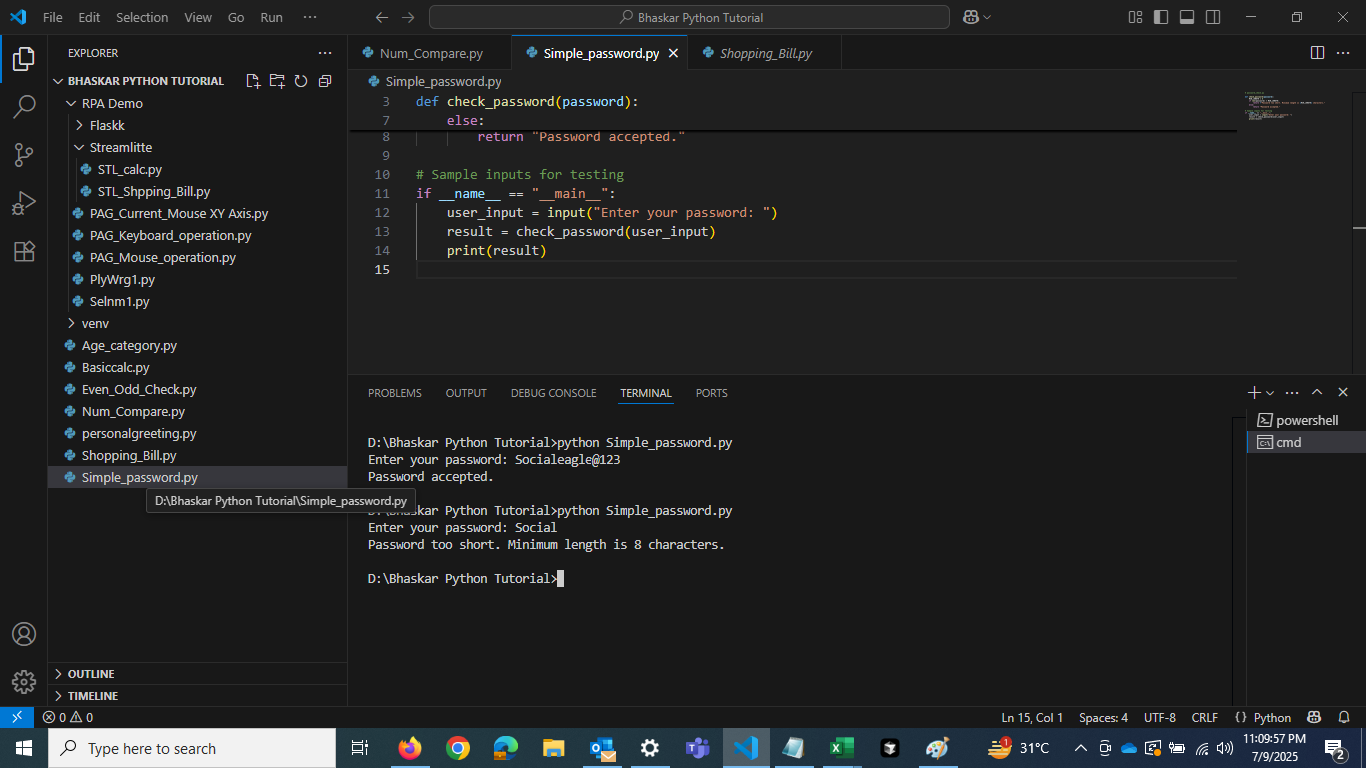 File Edit Selection View Go Run ··· Bhaskar Python Tutorial
EXPLORER ···
BHASKAR PYTHON TUTORIAL
RPA Demo
Flaskk
Streamlitte
STL_calc.py
STL_Shpping_Bill.py
PAG_Current_Mouse XY Axis.py
PAG_Keyboard_operation.py
PAG_Mouse_operation.py
PlyWrg1.py
Selnm1.py
venv
Age_category.py
Basiccalc.py
Even_Odd_Check.py
Num_Compare.py
personalgreeting.py
Shopping_Bill.py
Simple_password.py
D:\Bhaskar Python Tutorial\Simple_password.py
OUTLINE
TIMELINE
Num_Compare.py Simple_password.py Shopping_Bill.py
Simple_password.py
3 def check_password(password):
7 else:
8 return "Password accepted."
9
10 # Sample inputs for testing
11 if __name__ == "__main__":
12 user_input = input("Enter your password: ")
13 result = check_password(user_input)
14 print(result)
15
PROBLEMS OUTPUT DEBUG CONSOLE TERMINAL PORTS
D:\Bhaskar Python Tutorial>python Simple_password.py
Enter your password: Socialeagle@123
Password accepted.
D:\Bhaskar Python Tutorial>python Simple_password.py
Enter your password: Social
Password too short. Minimum length is 8 characters.
D:\Bhaskar Python Tutorial>
powershell
cmd
0 0 Ln 15, Col 1 Spaces: 4 UTF-8 CRLF {} Python
Type here to search 1 31°C 11:09:57 PM
7/9/2025 2